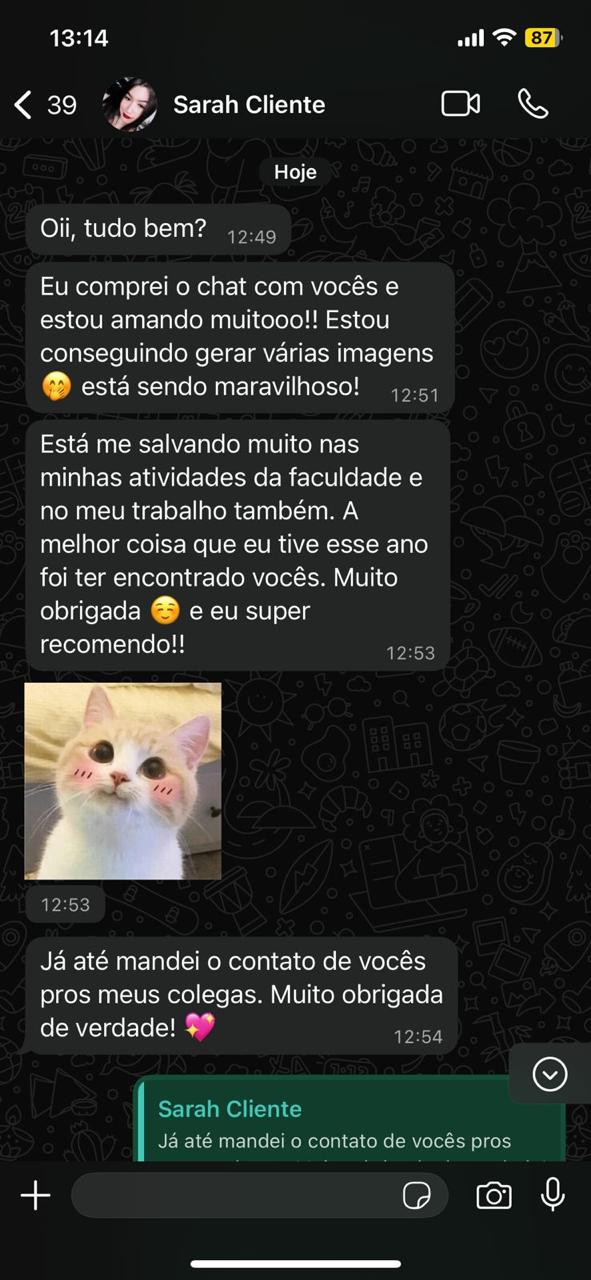 13:14
87
39
Sarah Cliente
Hoje
Oii, tudo bem?
12:49
Eu comprei o chat com vocês e
estou amando muitooo!! Estou
conseguindo gerar várias imagens
🤭 está sendo maravilhoso!
12:51
Está me salvando muito nas
minhas atividades da faculdade e
no meu trabalho também. A
melhor coisa que eu tive esse ano
foi ter encontrado vocês. Muito
obrigada ☺️ e eu super
recomendo!!
12:53
12:53
Já até mandei o contato de vocês
pros meus colegas. Muito obrigada
de verdade! 💖
12:54
Sarah Cliente
Já até mandei o contato de vocês pros